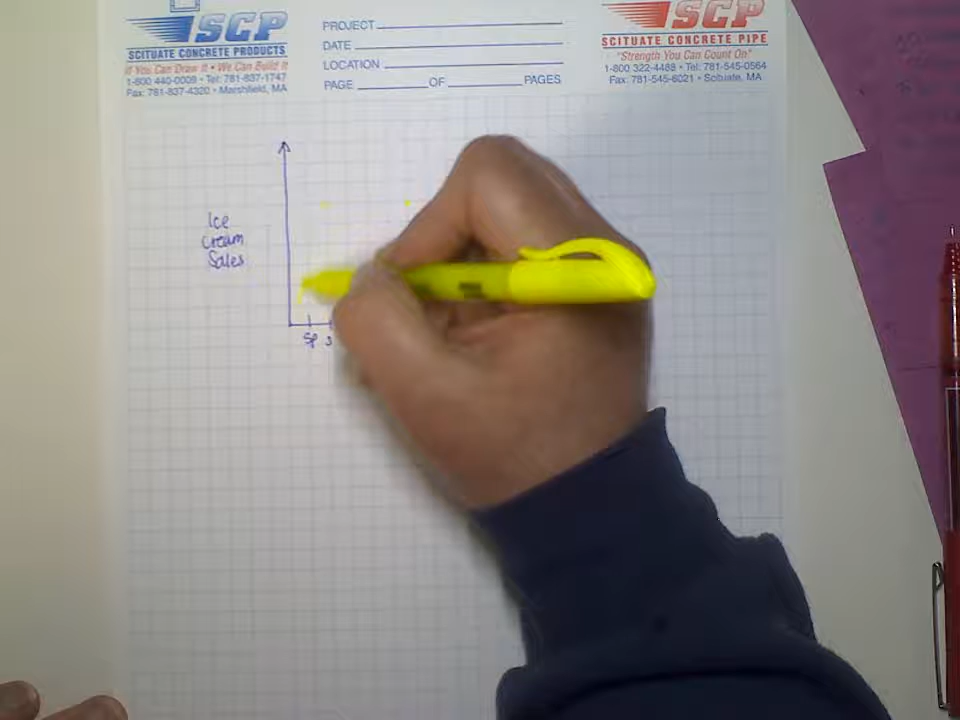 SCP
SCITUATE CONCRETE PRODUCTS
If You Can Draw It • We Can Build It
1-800 440-0009 • Tel: 781-837-1747
Fax: 781-837-4320 • Marshfield, MA
PROJECT
DATE
LOCATION
PAGE OF PAGES
SCP
SCITUATE CONCRETE PIPE
"Strength You Can Count On"
1-800 322-4488 • Tel: 781-545-0564
Fax: 781-545-6021 • Scituate, MA
Ice
Cream
Sales
Sp